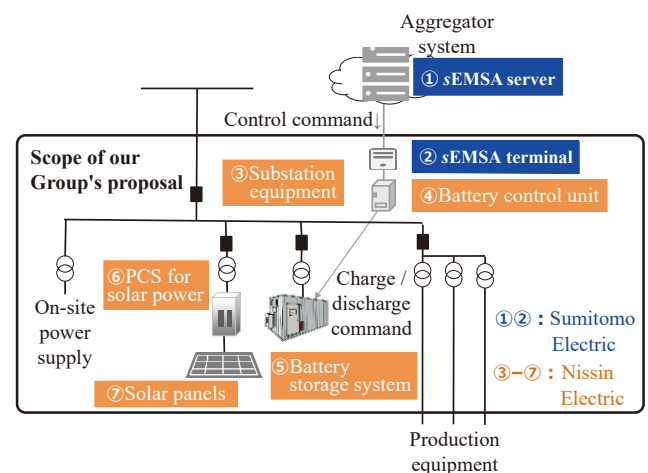 Aggregator
system
① sEMSA server
Control command↓
Scope of our
Group's proposal
② sEMSA terminal
③Substation
equipment
④Battery control unit
⑥PCS for
solar power
On-site
power
supply
Charge /
discharge
command
①② : Sumitomo
Electric
⑤Battery
storage system
③−⑦ : Nissin
Electric
⑦Solar panels
Production
equipment